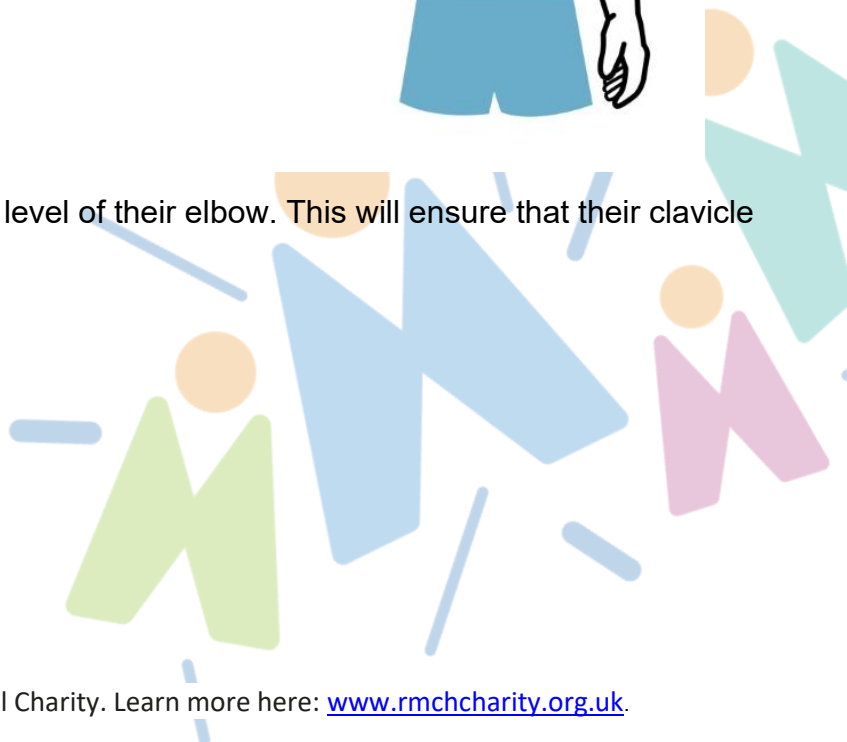 level of their elbow. This will ensure that their clavicle
l Charity. Learn more here: www.rmchcharity.org.uk.